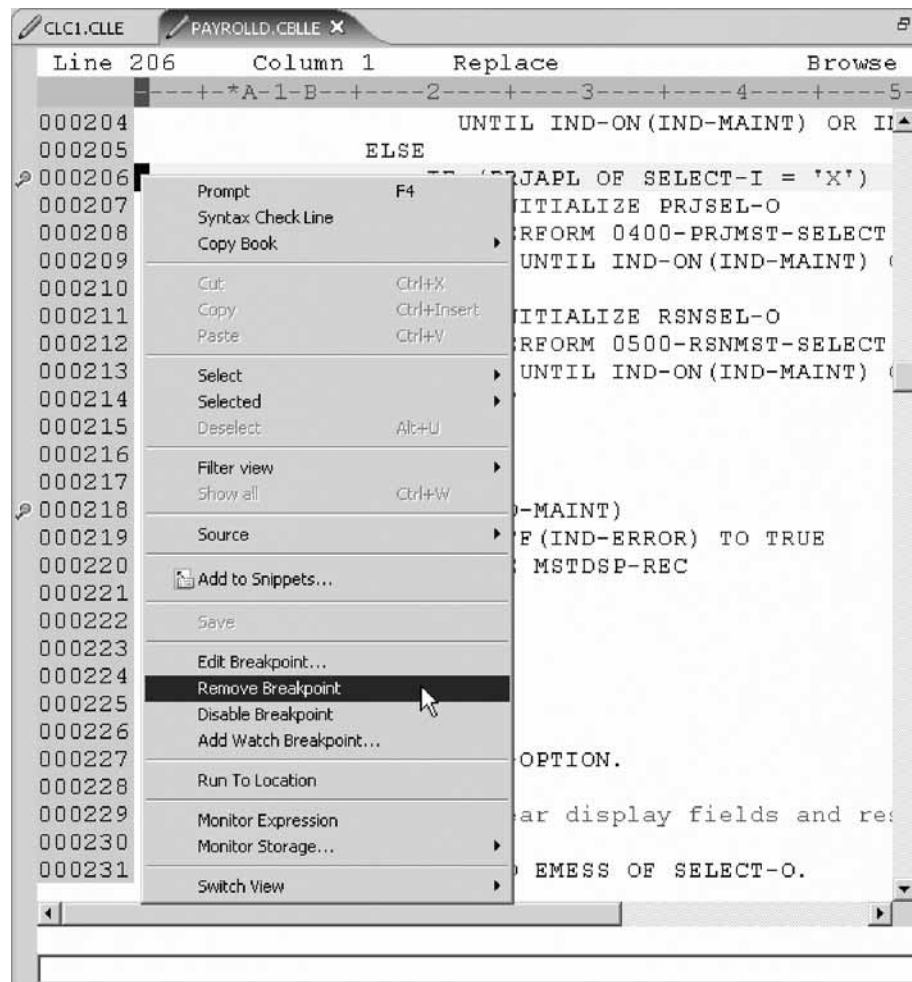 CLC1.CLLE PAYROLLD.CBLLE
Line 206 Column 1 Replace Browse
----+-*A-1-B--+----2----+----3----+----4----+----5-
000204 UNTIL IND-ON(IND-MAINT) OR
000205 ELSE
000206 OF SELECT-I = 'X')
000207 PRJSEL-O
000208 0400-PRJMST-SELECT
000209 UNTIL IND-ON(IND-MAINT)
000210
000211 RSNSEL-O
000212 0500-RSNMST-SELECT
000213 UNTIL IND-ON(IND-MAINT)
000214
000215
000216
000217
000218 -MAINT)
000219 F(IND-ERROR) TO TRUE
000220 MSTDSP-REC
000221
000222
000223
000224
000225
000226
000227 OPTION.
000228
000229 ar display fields and
000230
000231 EMESS OF SELECT-O.
Prompt F4
Syntax Check Line
Copy Book
Cut Ctrl+X
Copy Ctrl+Insert
Paste Ctrl+V
Select
Selected
Deselect Alt+U
Filter view
Show all Ctrl+W
Source
Add to Snippets...
Save
Edit Breakpoint...
Remove Breakpoint
Disable Breakpoint
Add Watch Breakpoint...
Run To Location
Monitor Expression
Monitor Storage...
Switch View